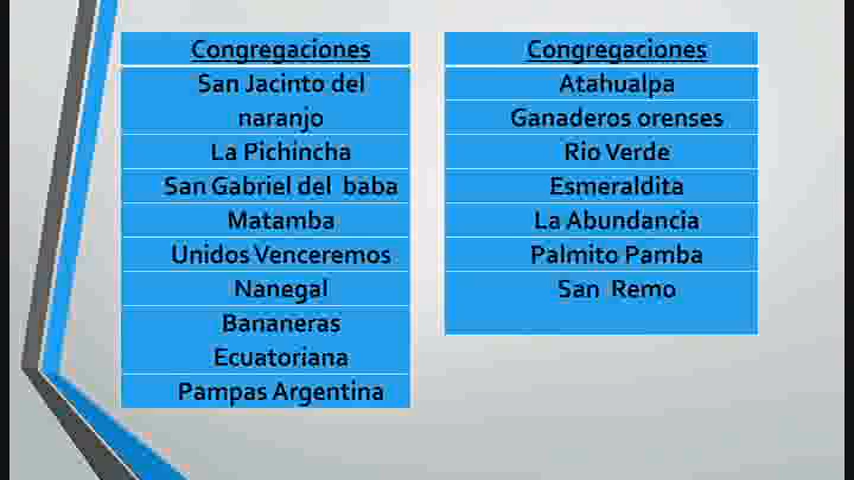 Congregaciones
San Jacinto del
naranjo
La Pichincha
San Gabriel del baba
Matamba
Unidos Venceremos
Nanegal
Bananeras
Ecuatoriana
Pampas Argentina
Congregaciones
Atahualpa
Ganaderos orenses
Rio Verde
Esmeraldita
La Abundancia
Palmito Pamba
San Remo